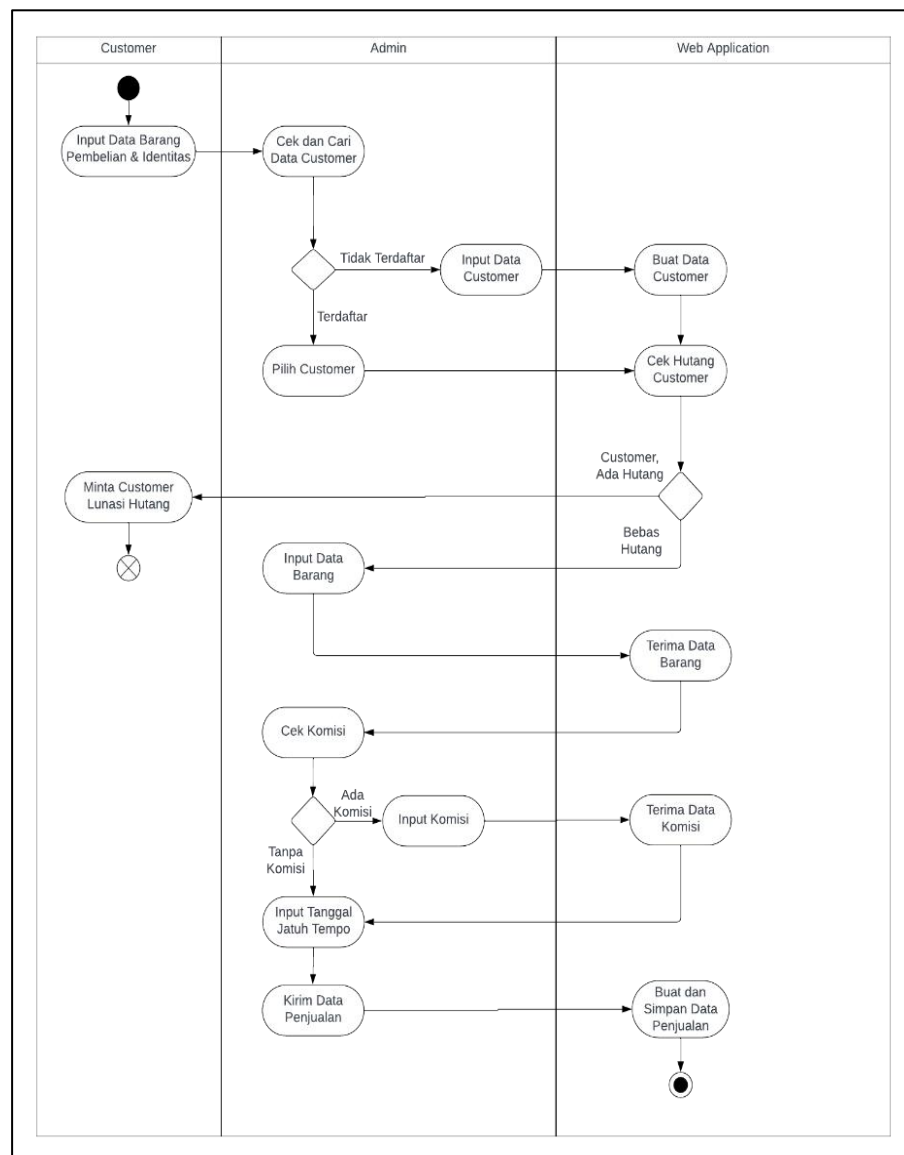 Customer
Admin
Web Application
Input Data Barang
Pembelian & Identitas
Cek dan Cari
Data Customer
Tidak Terdaftar
Input Data
Customer
Buat Data
Customer
Terdaftar
Pilih Customer
Cek Hutang
Customer
Customer,
Ada Hutang
Minta Customer
Lunasi Hutang
Bebas
Hutang
Input Data
Barang
Terima Data
Barang
Cek Komisi
Ada
Komisi
Input Komisi
Terima Data
Komisi
Tanpa
Komisi
Input Tanggal
Jatuh Tempo
Kirim Data
Penjualan
Buat dan
Simpan Data
Penjualan